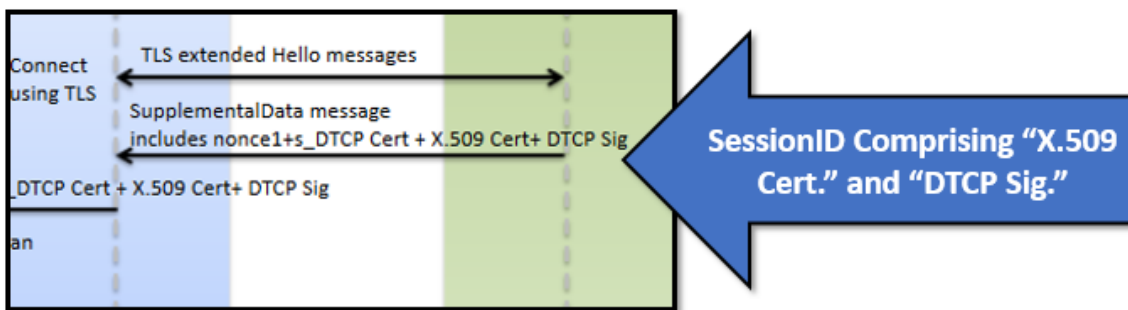 Connect
using TLS
TLS extended Hello messages
SupplementalData message
includes nonce1+s_DTCP Cert + X.509 Cert+ DTCP Sig
_DTCP Cert + X.509 Cert+ DTCP Sig
an
SessionID Comprising “X.509
Cert.” and “DTCP Sig.”